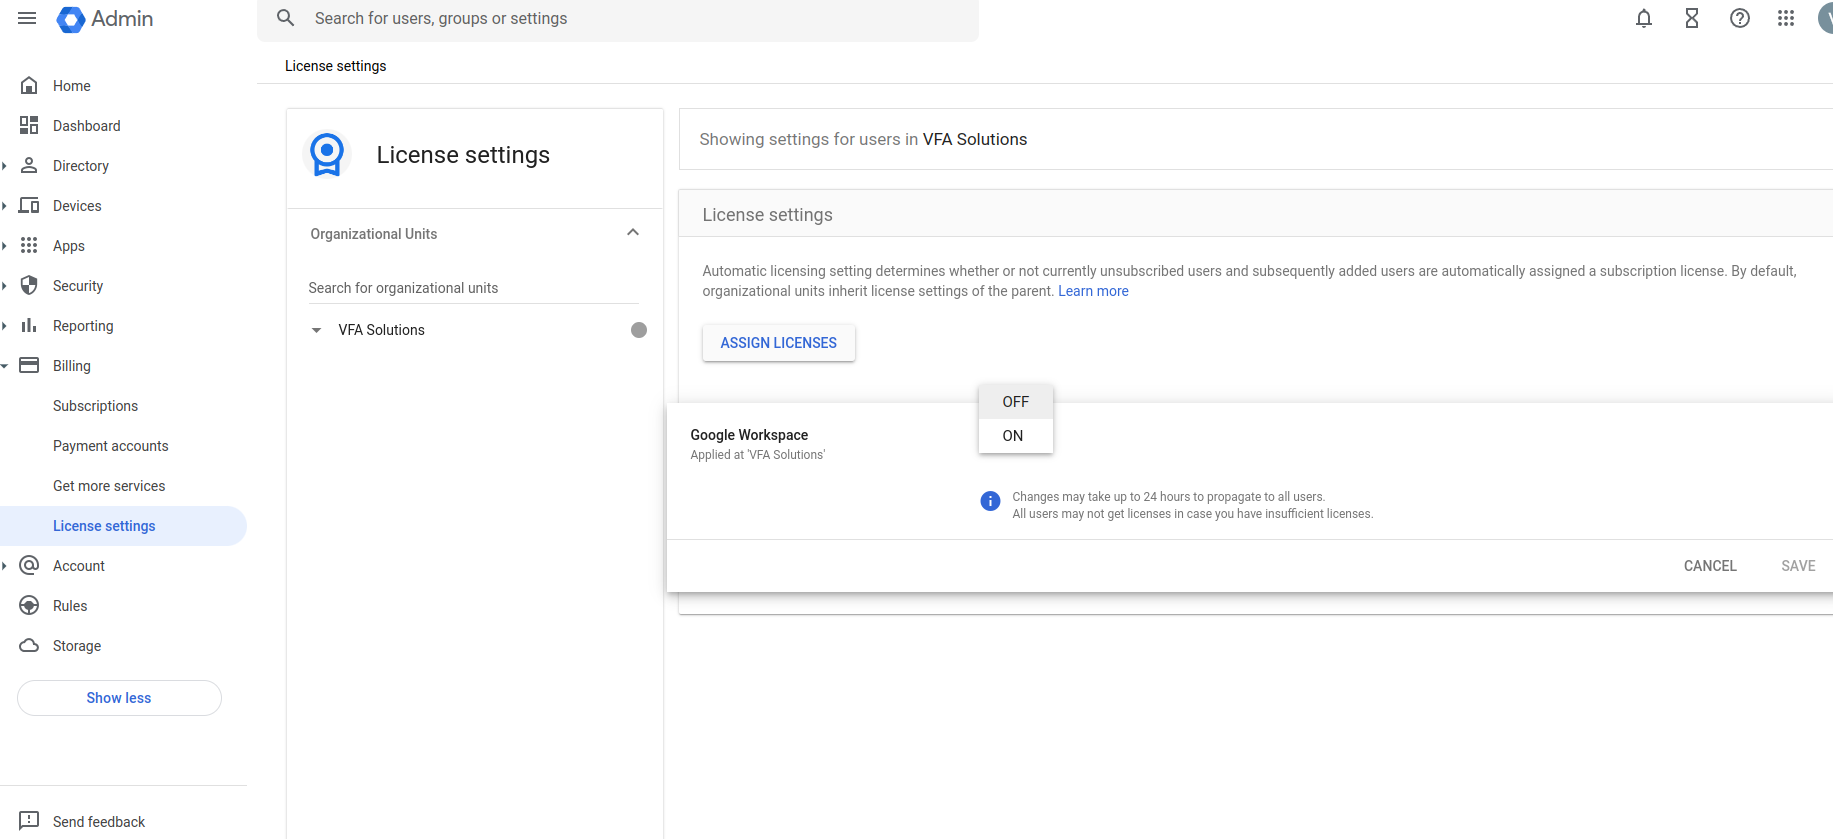 Admin
Search for users, groups or settings
V
License settings
Home
Dashboard
Directory
Devices
Apps
Security
Reporting
Billing
Subscriptions
Payment accounts
Get more services
License settings
Account
Rules
Storage
Show less
Send feedback
License settings
Organizational Units
Search for organizational units
VFA Solutions
Showing settings for users in VFA Solutions
License settings
Automatic licensing setting determines whether or not currently unsubscribed users and subsequently added users are automatically assigned a subscription license. By default,
organizational units inherit license settings of the parent. Learn more
ASSIGN LICENSES
OFF
ON
Google Workspace
Applied at 'VFA Solutions'
Changes may take up to 24 hours to propagate to all users.
All users may not get licenses in case you have insufficient licenses.
CANCEL
SAVE